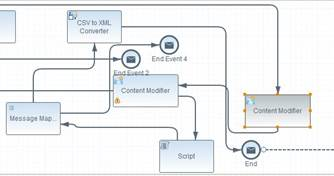 CSV to XML
Converter
End Event 4
End Event 2
Content Modifier
Content Modifier
Message Map...
Script
End